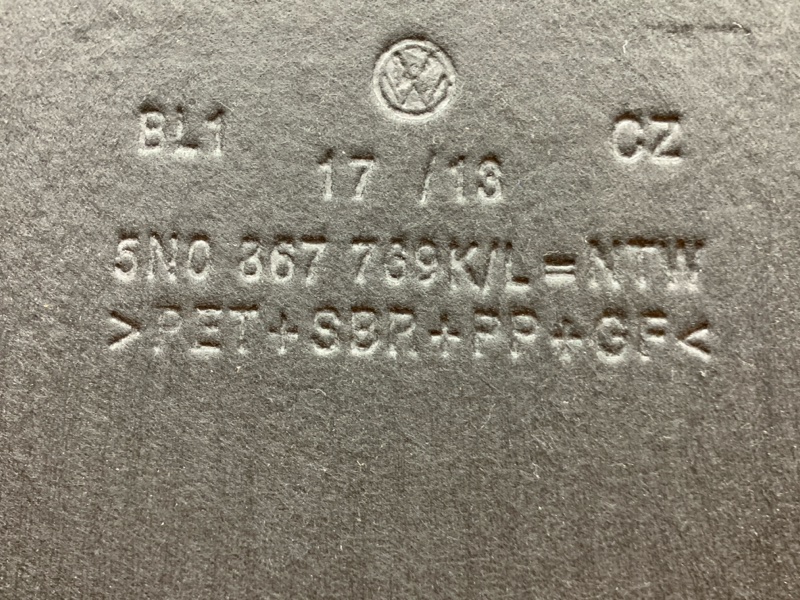 BL1 CZ
17 /13
5N0 867 769K/L=NTW
>PET+SBR+PP+GF<